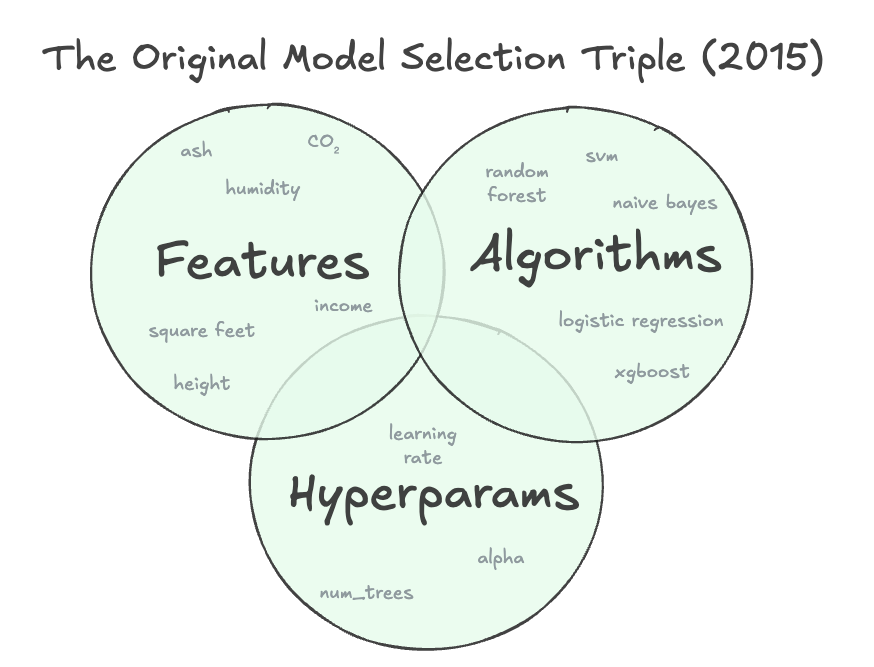 The Original Model Selection Triple (2015)
ash
CO₂
humidity
Features
income
square feet
height
svm
random
forest
naive bayes
Algorithms
logistic regression
xgboost
learning
rate
Hyperparams
alpha
num_trees